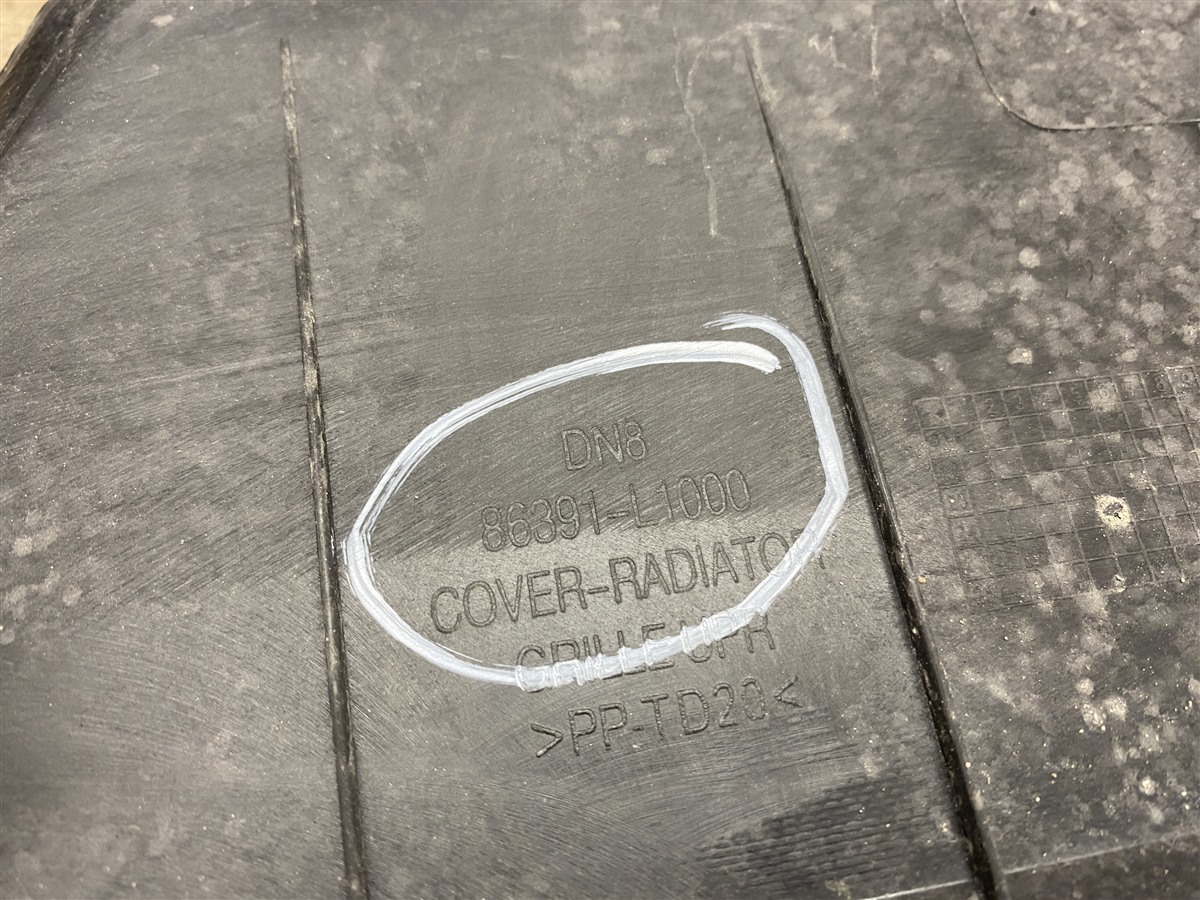 DN8
86391-L1000
COVER-RADIATOR
GRILLE UPR
>PP-TD20<